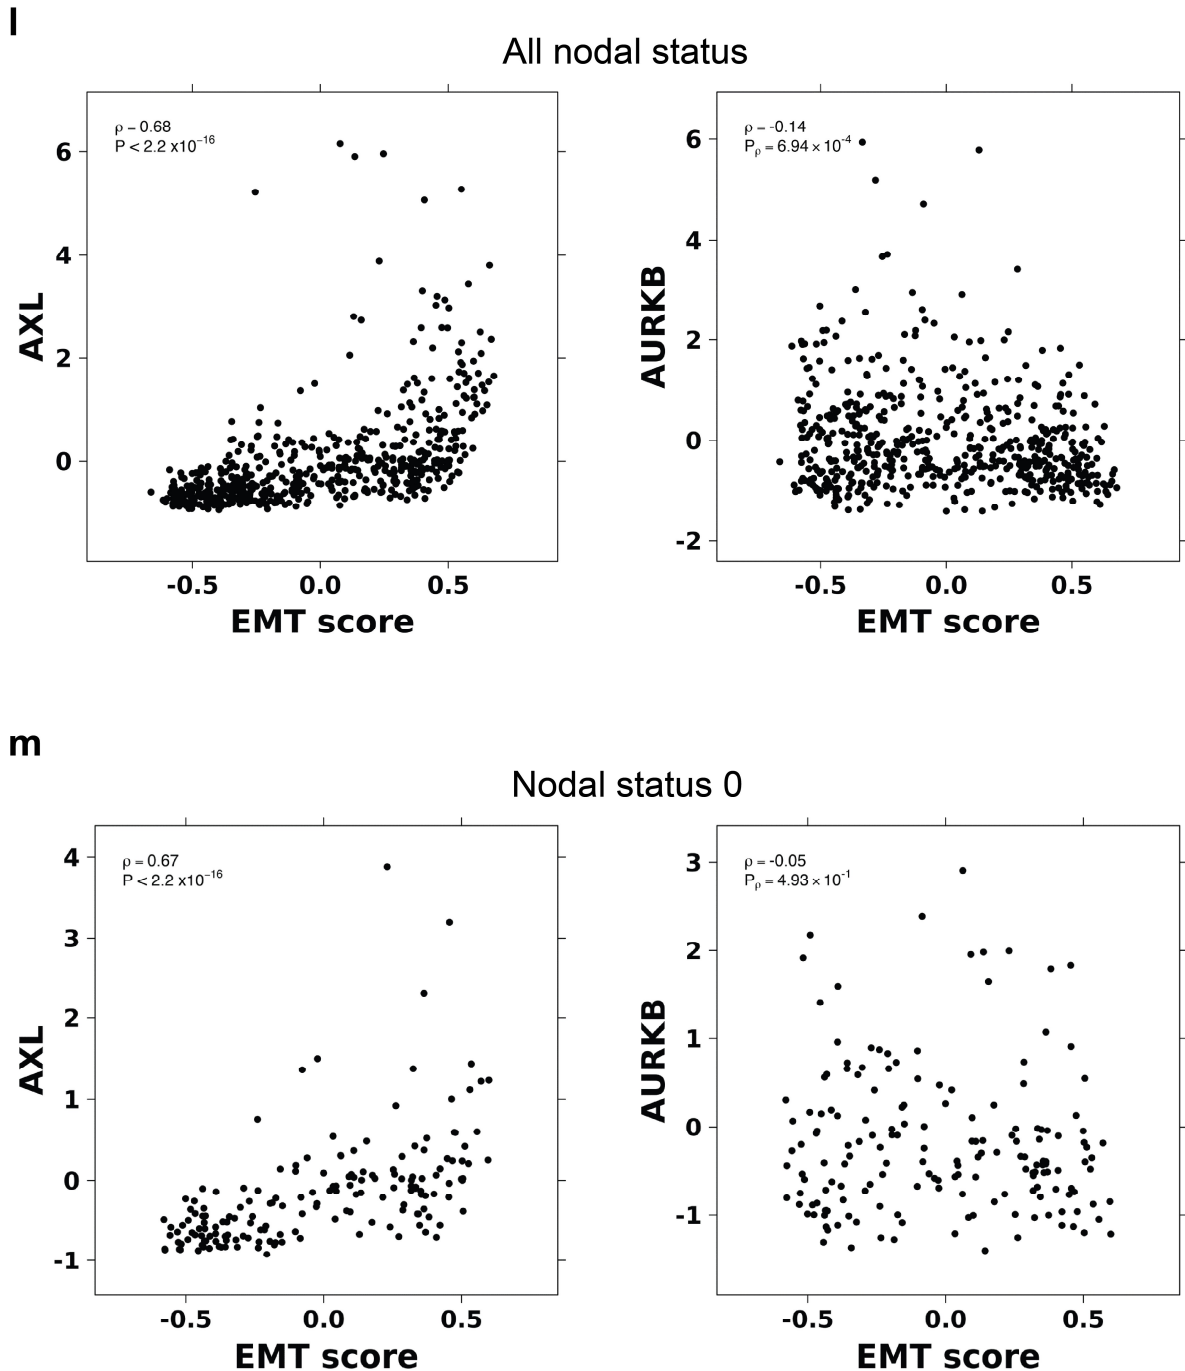 l
All nodal status
ρ = 0.68
P < 2.2 x10−16
6
4
2
0
AXL
-0.5 0.0 0.5
EMT score
ρ = -0.14
Pρ = 6.94 × 10-4
6
4
2
0
-2
AURKB
-0.5 0.0 0.5
EMT score
m
Nodal status 0
ρ = 0.67
P < 2.2 x10−16
4
3
2
1
0
-1
AXL
-0.5 0.0 0.5
EMT score
ρ = -0.05
Pρ = 4.93 × 10-1
3
2
1
0
-1
AURKB
-0.5 0.0 0.5
EMT score